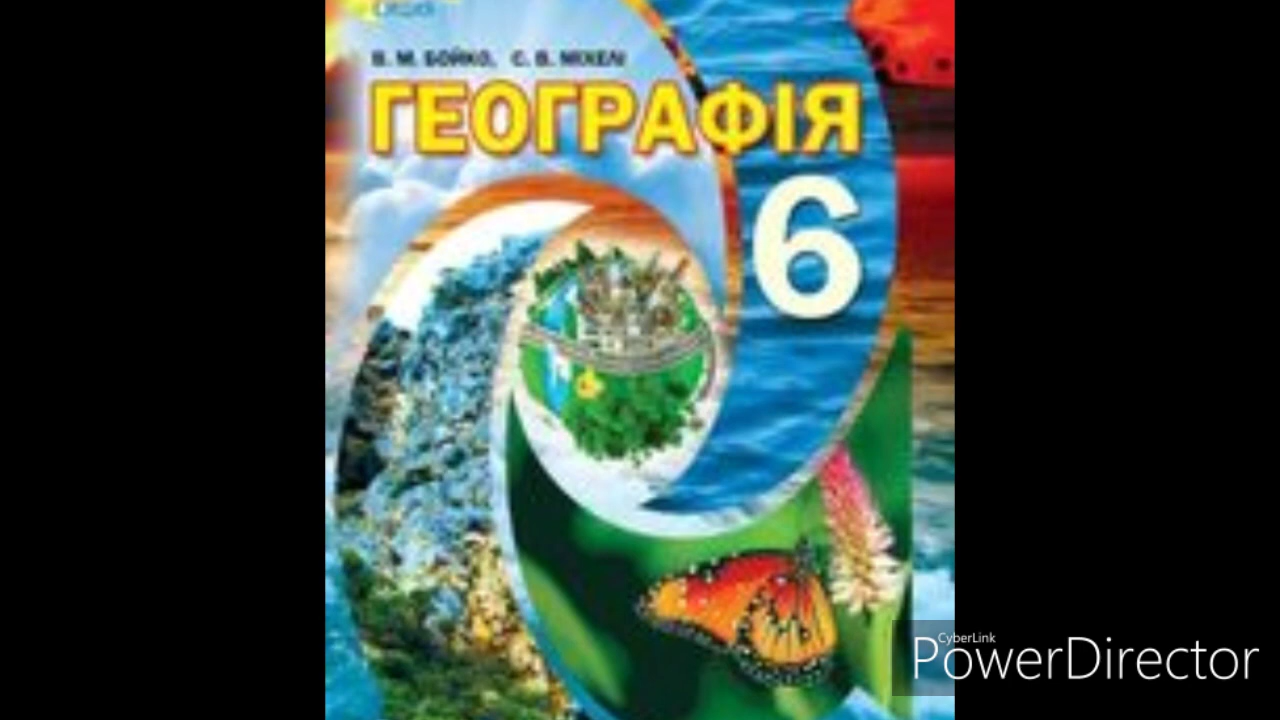 В. М. БОЙКО, С. В. МІХЕЛІ
ГЕОГРАФІЯ
6
CyberLink
PowerDirector